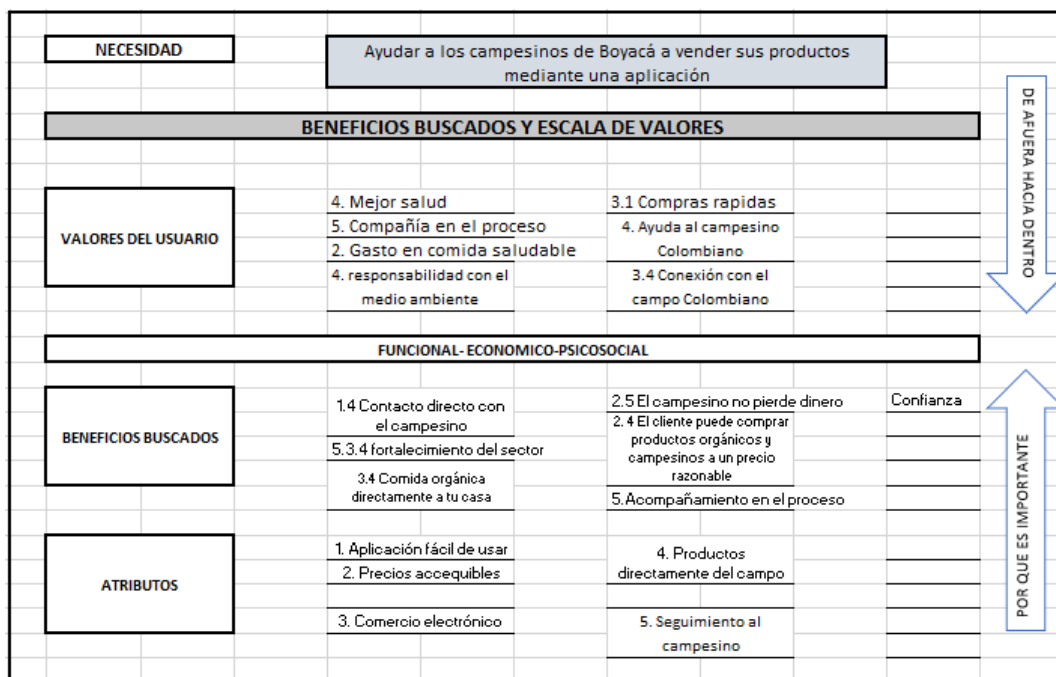 NECESIDAD
Ayudar a los campesinos de Boyacá a vender sus productos
mediante una aplicación
BENEFICIOS BUSCADOS Y ESCALA DE VALORES
DE AFUERA HACIA DENTRO
VALORES DEL USUARIO
4. Mejor salud
5. Compañía en el proceso
2. Gasto en comida saludable
4. responsabilidad con el
medio ambiente
3.1 Compras rapidas
4. Ayuda al campesino
Colombiano
3.4 Conexión con el
campo Colombiano
FUNCIONAL- ECONOMICO-PSICOSOCIAL
BENEFICIOS BUSCADOS
1.4 Contacto directo con
el campesino
5.3.4 fortalecimiento del sector
3.4 Comida orgánica
directamente a tu casa
2.5 El campesino no pierde dinero
2.4 El cliente puede comprar
productos orgánicos y
campesinos a un precio
razonable
5.Acompañamiento en el proceso
Confianza
POR QUE ES IMPORTANTE
ATRIBUTOS
1. Aplicación fácil de usar
2. Precios accequibles
3. Comercio electrónico
4. Productos
directamente del campo
5. Seguimiento al
campesino